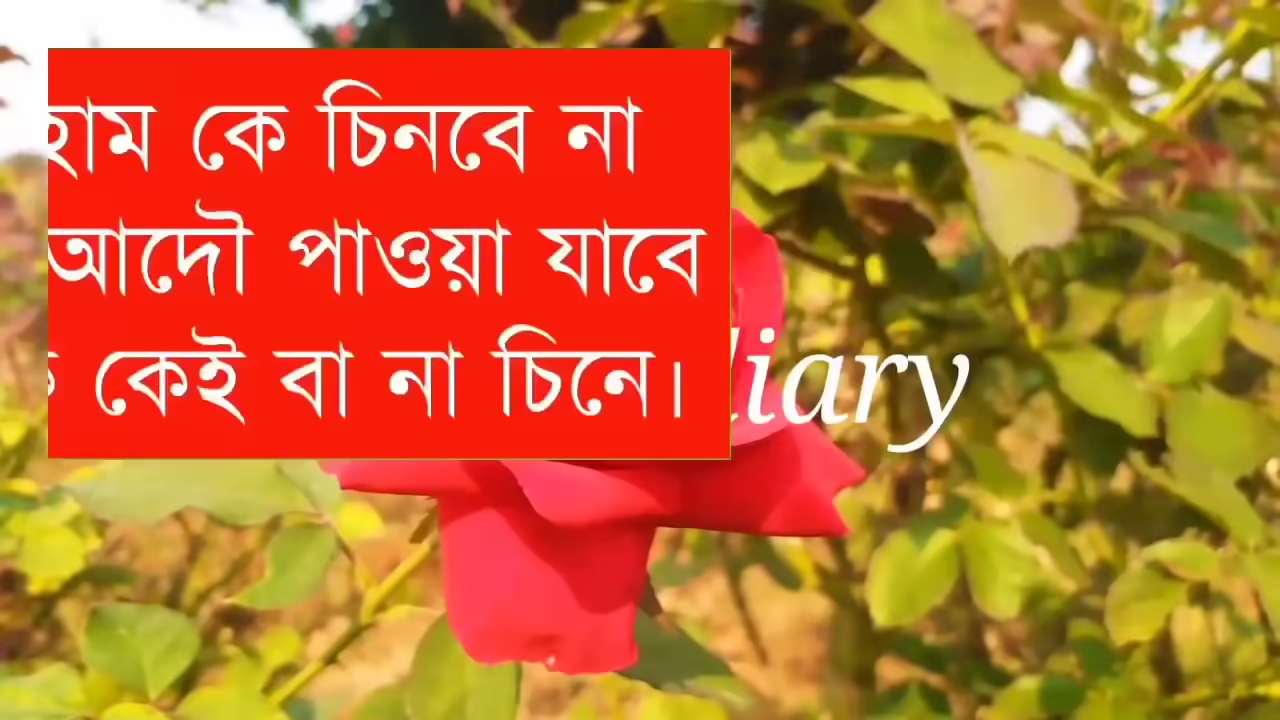 কে চিনবে না
আদৌ পাওয়া যাবে
কেই বা না চিনে।